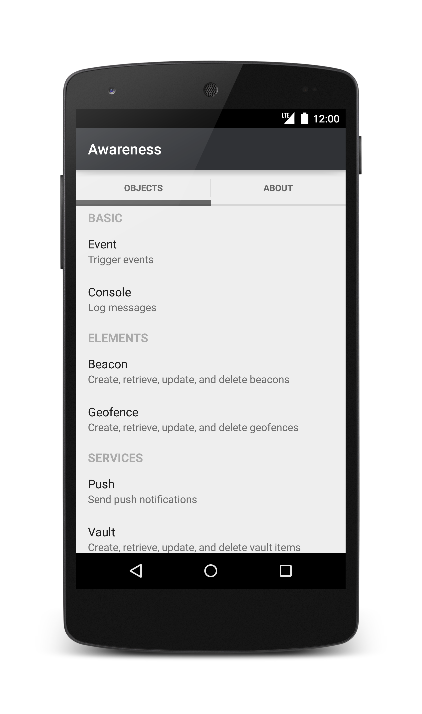 LTE 12:00
Awareness
OBJECTS ABOUT
BASIC
Event
Trigger events
Console
Log messages
ELEMENTS
Beacon
Create, retrieve, update, and delete beacons
Geofence
Create, retrieve, update, and delete geofences
SERVICES
Push
Send push notifications
Vault
Create, retrieve, update, and delete vault items